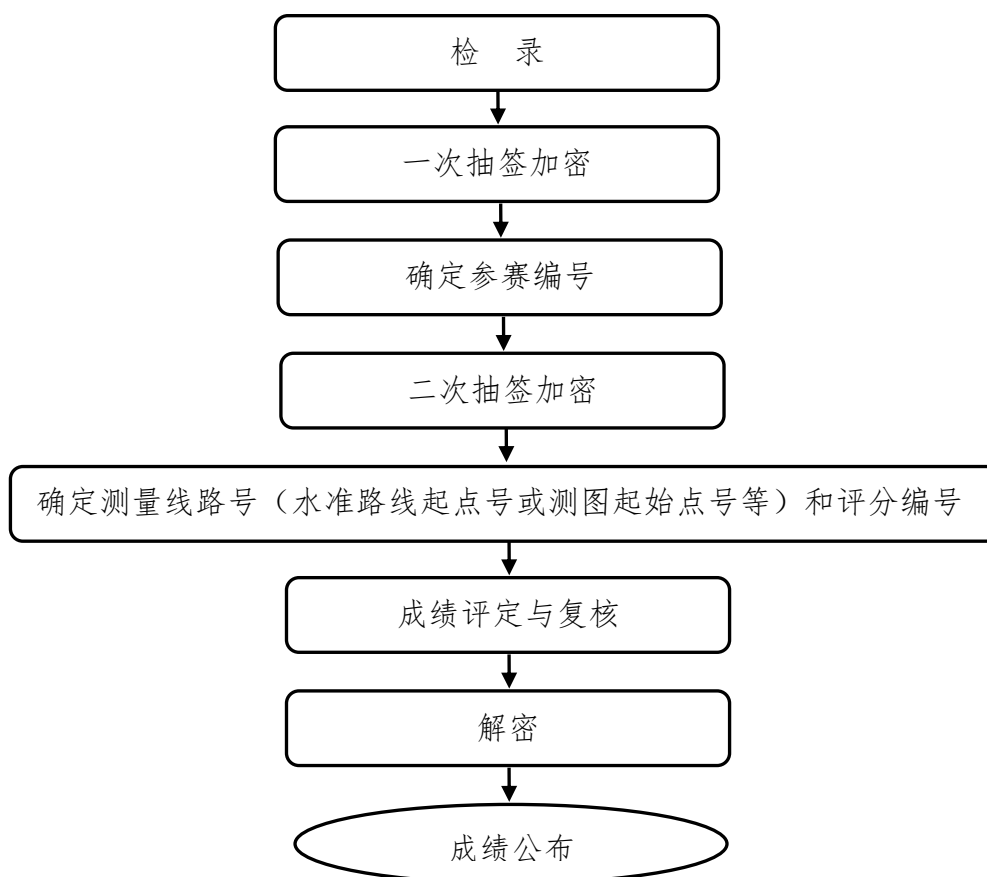 检 录
一次抽签加密
确定参赛编号
二次抽签加密
确定测量线路号（水准路线起点号或测图起始点号等）和评分编号
成绩评定与复核
解密
成绩公布